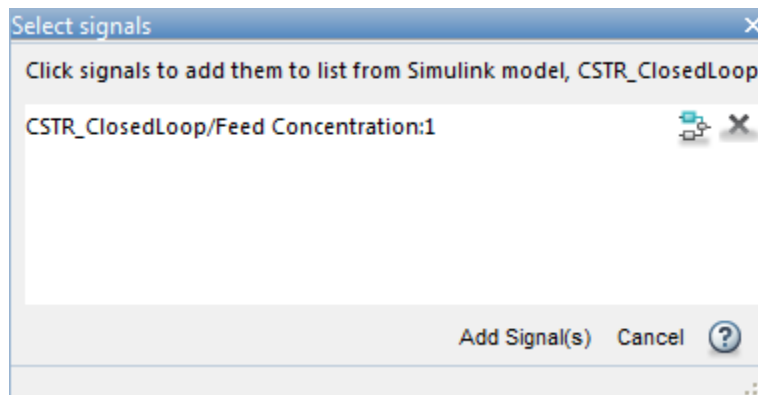 Select signals
Click signals to add them to list from Simulink model, CSTR_ClosedLoop
CSTR_ClosedLoop/Feed Concentration:1
Add Signal(s) Cancel ?